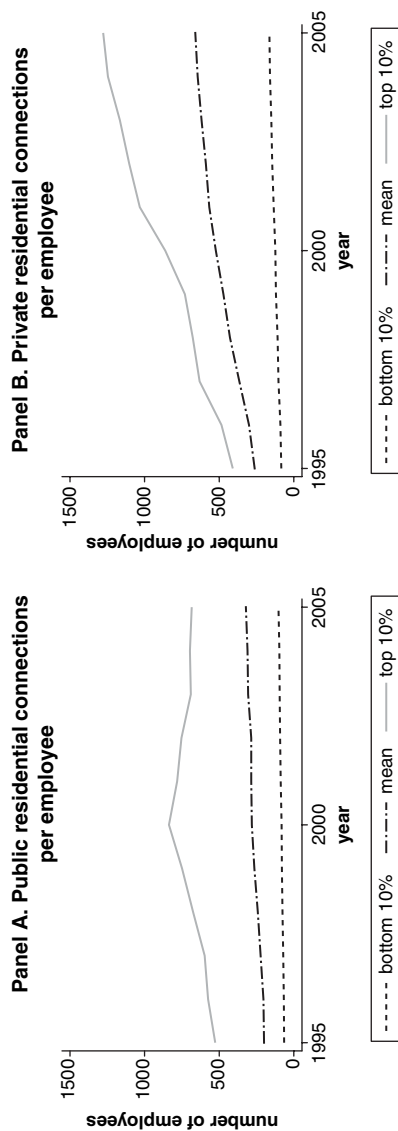 Panel A. Public residential connections
per employee
number of employees
1500
1000
500
0
1995
2000
2005
year
bottom 10%
mean
top 10%
Panel B. Private residential connections
per employee
number of employees
1500
1000
500
0
1995
2000
2005
year
bottom 10%
mean
top 10%